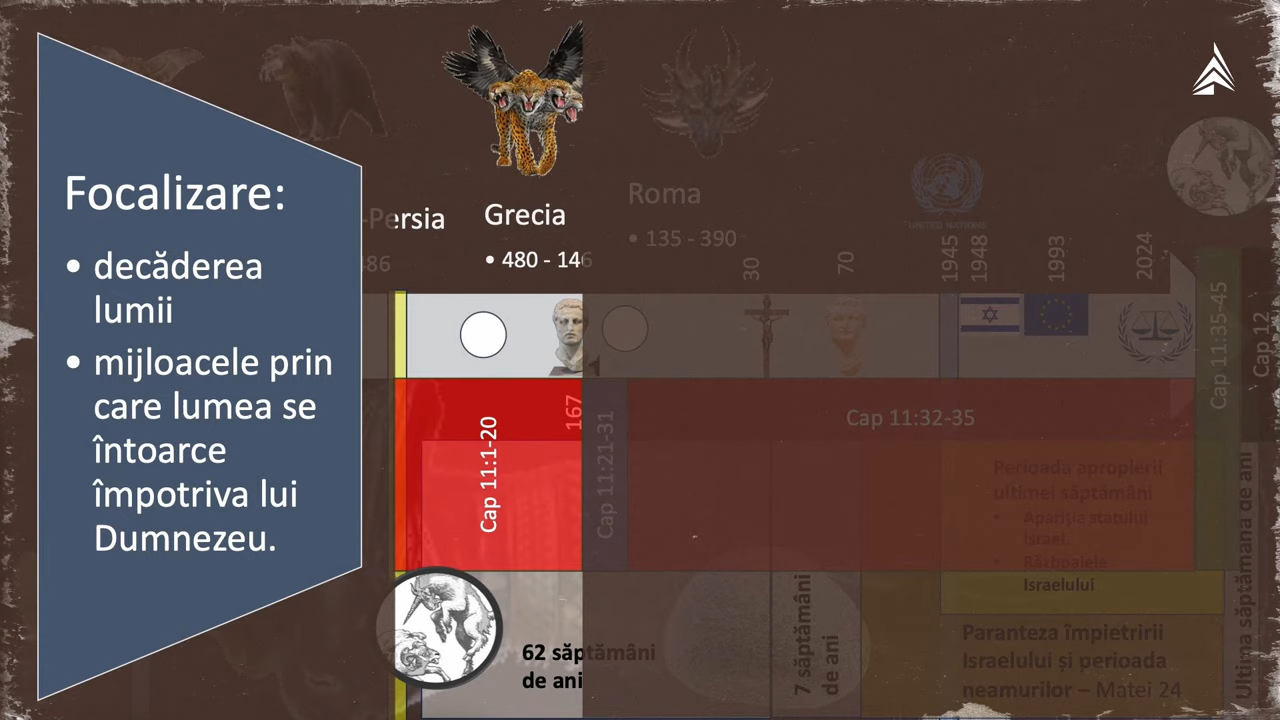 Focalizare:
• decăderea
lumii
• mijloacele prin
care lumea se
întoarce
împotriva lui
Dumnezeu.
-Persia
486
Grecia
• 480 - 146
Roma
• 135 - 390
UNITED NATIONS
30
70
1945
1948
1993
2024
167
Cap 11:1-20
Cap 11:21-31
Cap 11:32-35
Cap 11:35-45
Cap 12
Perioada apropierii
ultimei săptămâni
• Apariția statului
Israel.
• Războaiele
Israelului
62 săptămâni
de ani
7 săptămâni
de ani
Paranteza împietririi
Israelului și perioada
neamurilor – Matei 24
Ultima săptămâna de ani